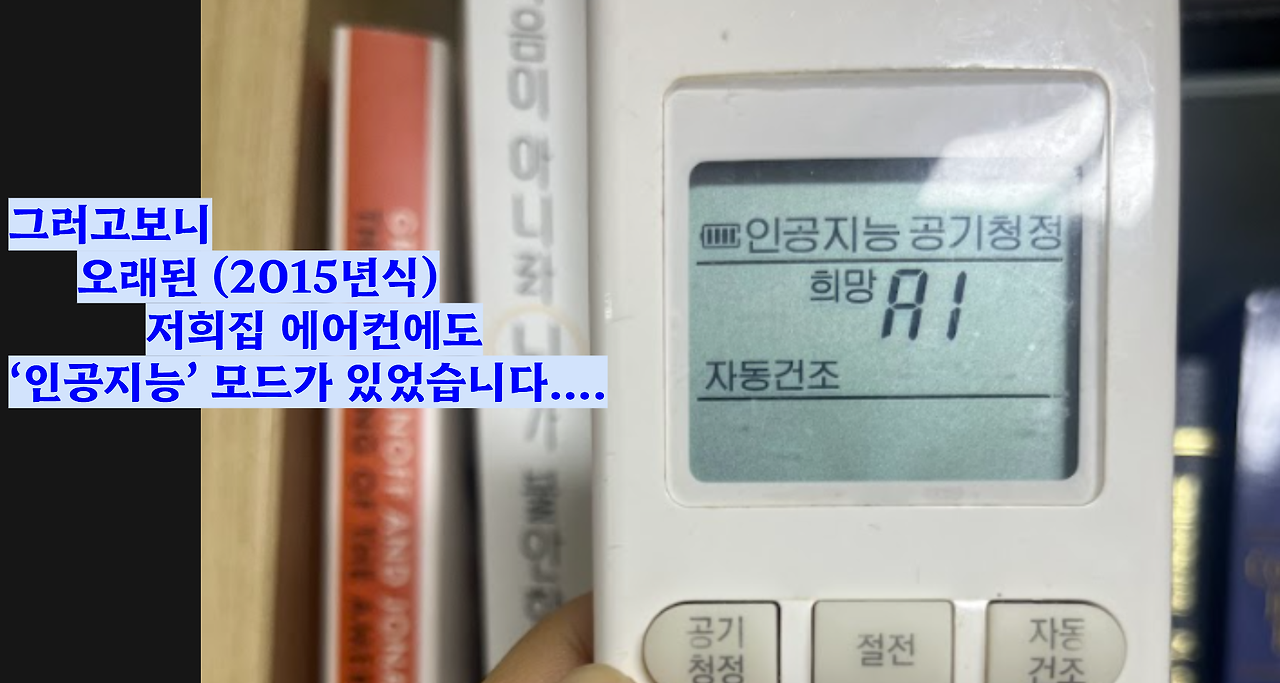 그러고보니
오래된 (2015년식)
저희집 에어컨에도
‘인공지능’ 모드가 있었습니다....
인공지능 공기청정
희망 AI
자동건조
공기
청정
절전
자동
건조
AND
OF THE